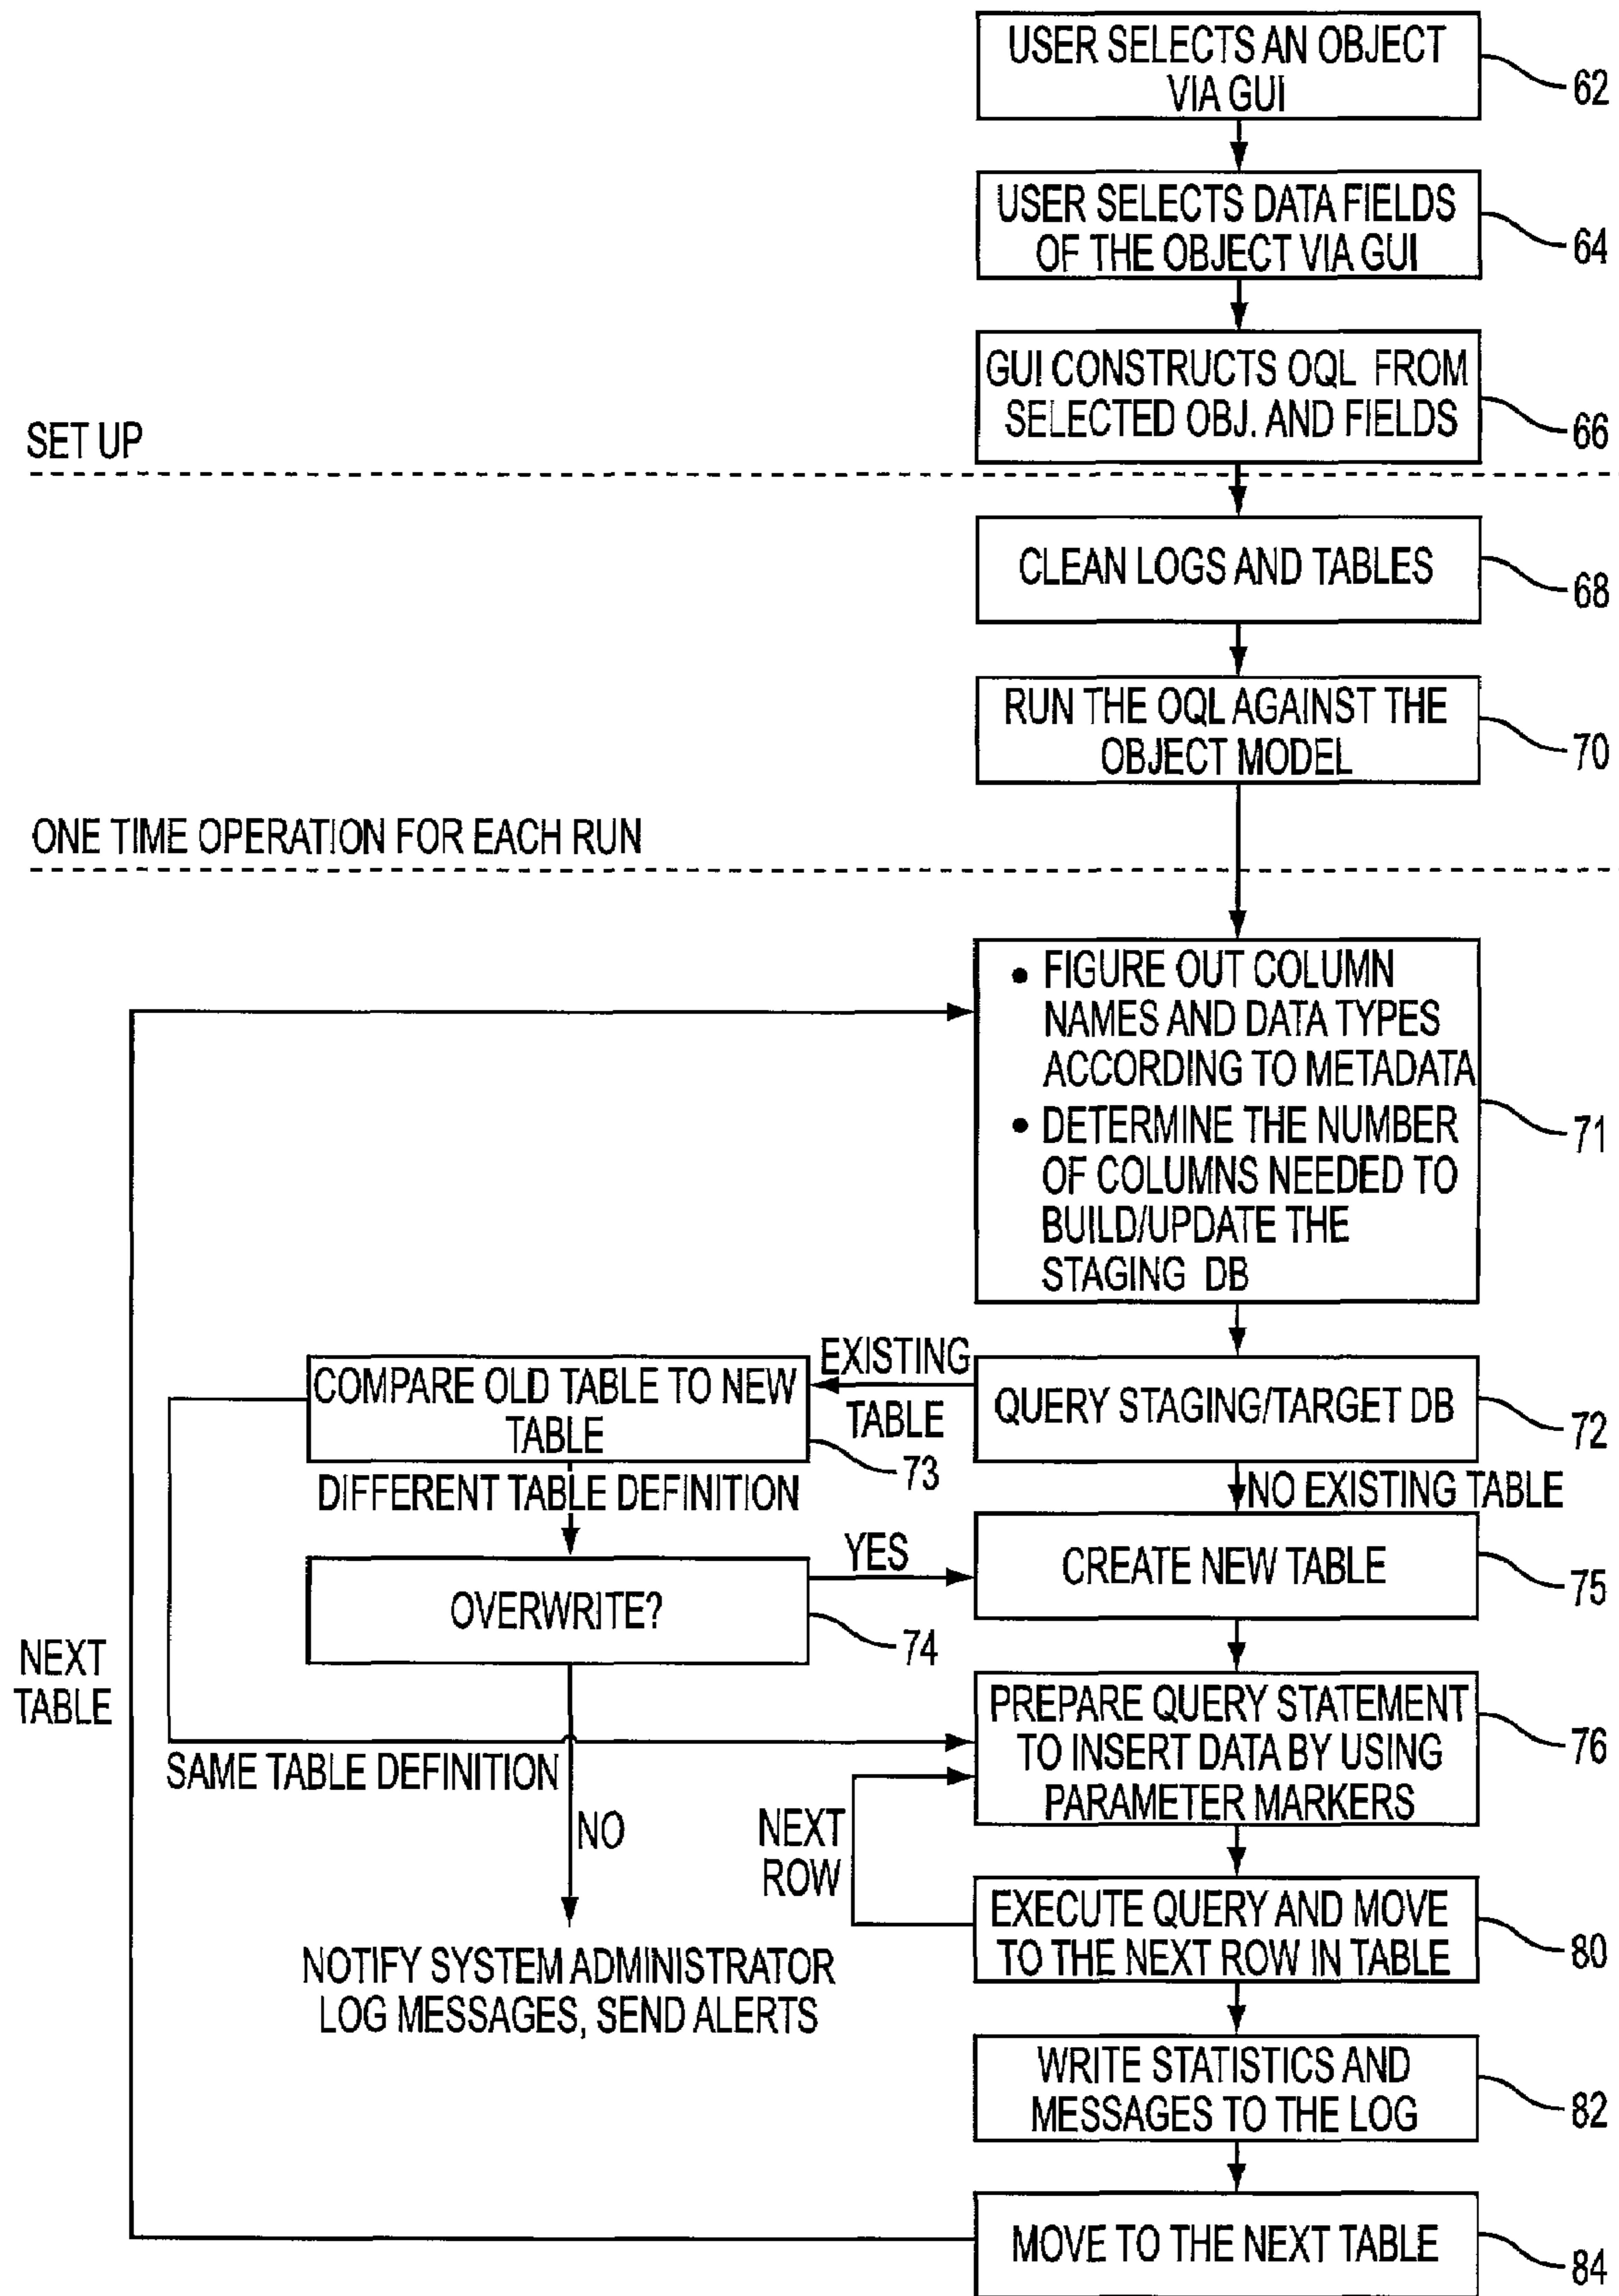 USER SELECTS AN OBJECT
VIA GUI
62
USER SELECTS DATA FIELDS
OF THE OBJECT VIA GUI
64
GUI CONSTRUCTS OQL FROM
SELECTED OBJ. AND FIELDS
66
SET UP
CLEAN LOGS AND TABLES
68
RUN THE OQL AGAINST THE
OBJECT MODEL
70
ONE TIME OPERATION FOR EACH RUN
• FIGURE OUT COLUMN
NAMES AND DATA TYPES
ACCORDING TO METADATA
• DETERMINE THE NUMBER
OF COLUMNS NEEDED TO
BUILD/UPDATE THE
STAGING DB
71
EXISTING
TABLE
COMPARE OLD TABLE TO NEW
TABLE
73
QUERY STAGING/TARGET DB
72
DIFFERENT TABLE DEFINITION
NO EXISTING TABLE
OVERWRITE?
74
YES
CREATE NEW TABLE
75
NEXT
TABLE
PREPARE QUERY STATEMENT
TO INSERT DATA BY USING
PARAMETER MARKERS
76
SAME TABLE DEFINITION
NO
NEXT
ROW
EXECUTE QUERY AND MOVE
TO THE NEXT ROW IN TABLE
80
NOTIFY SYSTEM ADMINISTRATOR
LOG MESSAGES, SEND ALERTS
WRITE STATISTICS AND
MESSAGES TO THE LOG
82
MOVE TO THE NEXT TABLE
84